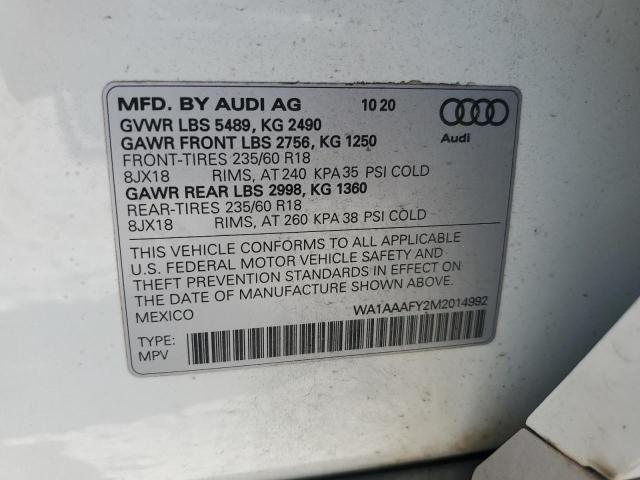 MFD. BY AUDI AG 10 20
GVWR LBS 5489, KG 2490
GAWR FRONT LBS 2756, KG 1250
Audi
FRONT-TIRES 235/60 R18
8JX18 RIMS, AT 240 KPA 35 PSI COLD
GAWR REAR LBS 2998, KG 1360
REAR-TIRES 235/60 R18
8JX18 RIMS, AT 260 KPA 38 PSI COLD
THIS VEHICLE CONFORMS TO ALL APPLICABLE
U.S. FEDERAL MOTOR VEHICLE SAFETY AND
THEFT PREVENTION STANDARDS IN EFFECT ON
THE DATE OF MANUFACTURE SHOWN ABOVE.
MEXICO WA1AAAFY2M2014992
TYPE:
MPV